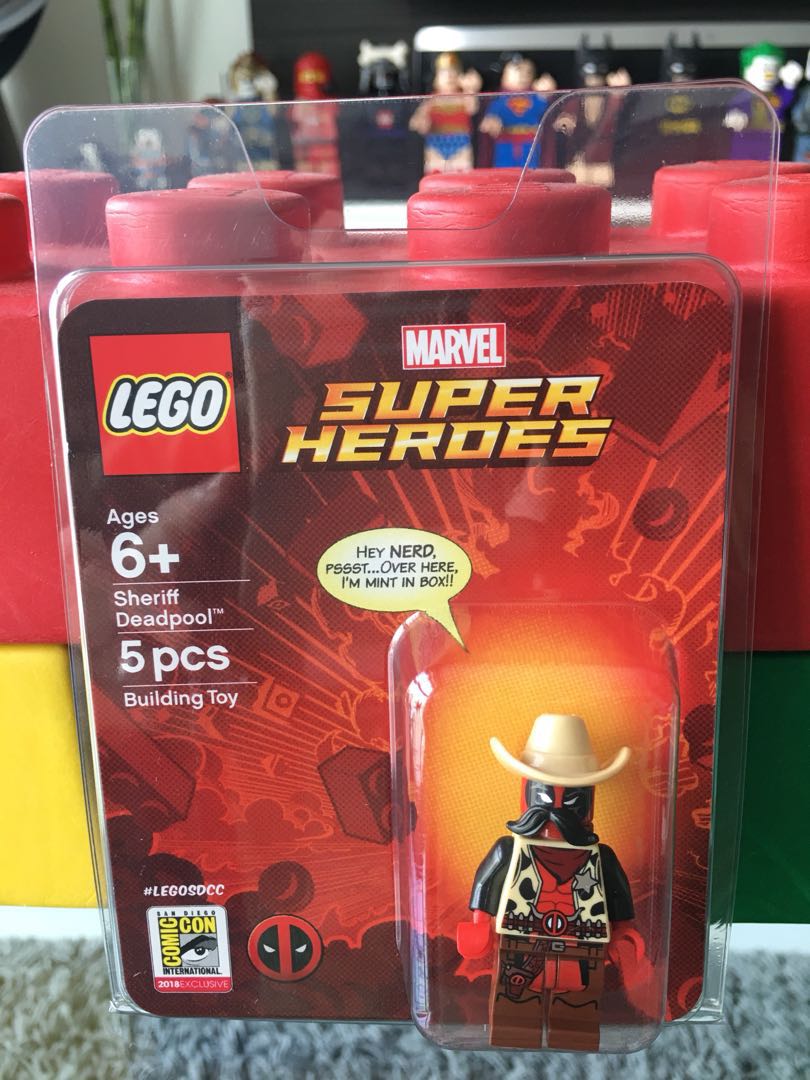 LEGO®
MARVEL
SUPER
HEROES
Ages
6+
Sheriff
Deadpool™
5 pcs
Building Toy
HEY NERD,
PSSST...OVER HERE,
I'M MINT IN BOX!!
#LEGOSDCC
SAN DIEGO
COMIC CON
INTERNATIONAL®
2018 EXCLUSIVE